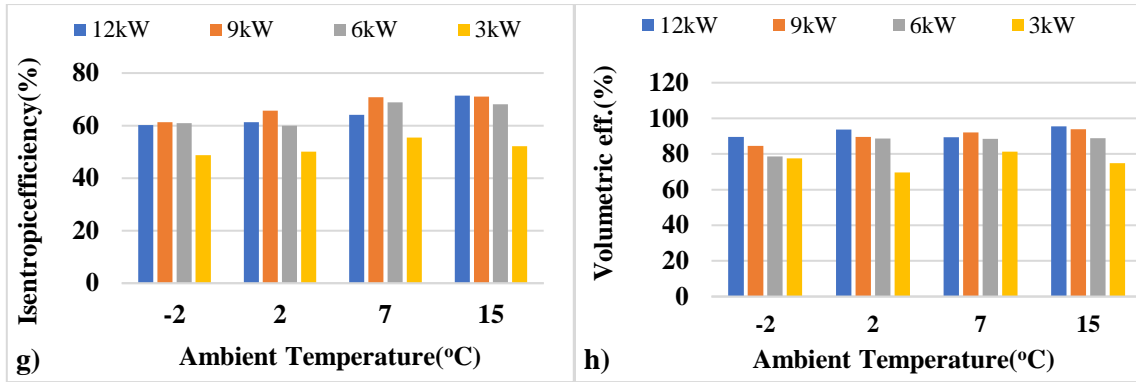 12kW 9kW 6kW 3kW
Isentropicefficiency(%)
80
60
40
20
0
-2 2 7 15
g) Ambient Temperature(°C)
12kW 9kW 6kW 3kW
Volumetric eff.(%)
120
100
80
60
40
20
0
-2 2 7 15
h) Ambient Temperature(°C)